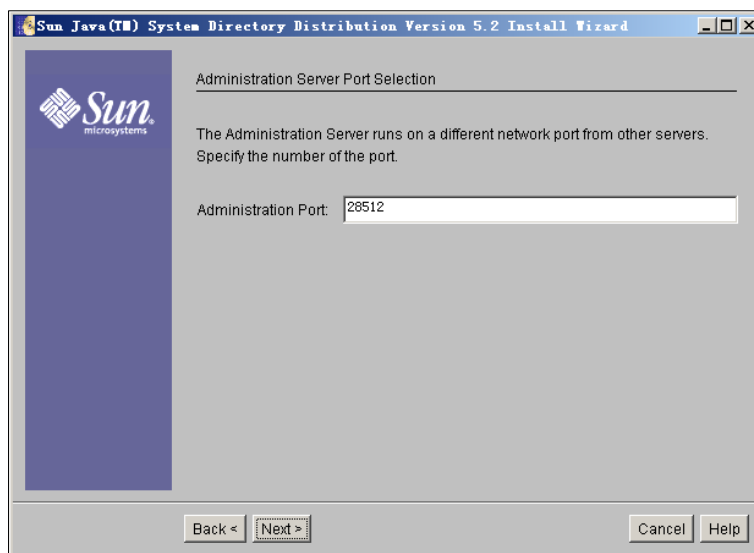 Sun Java(TM) System Directory Distribution Version 5.2 Install Wizard
Sun
microsystems
Administration Server Port Selection
The Administration Server runs on a different network port from other servers.
Specify the number of the port.
Administration Port: 28512
Back < Next > Cancel Help